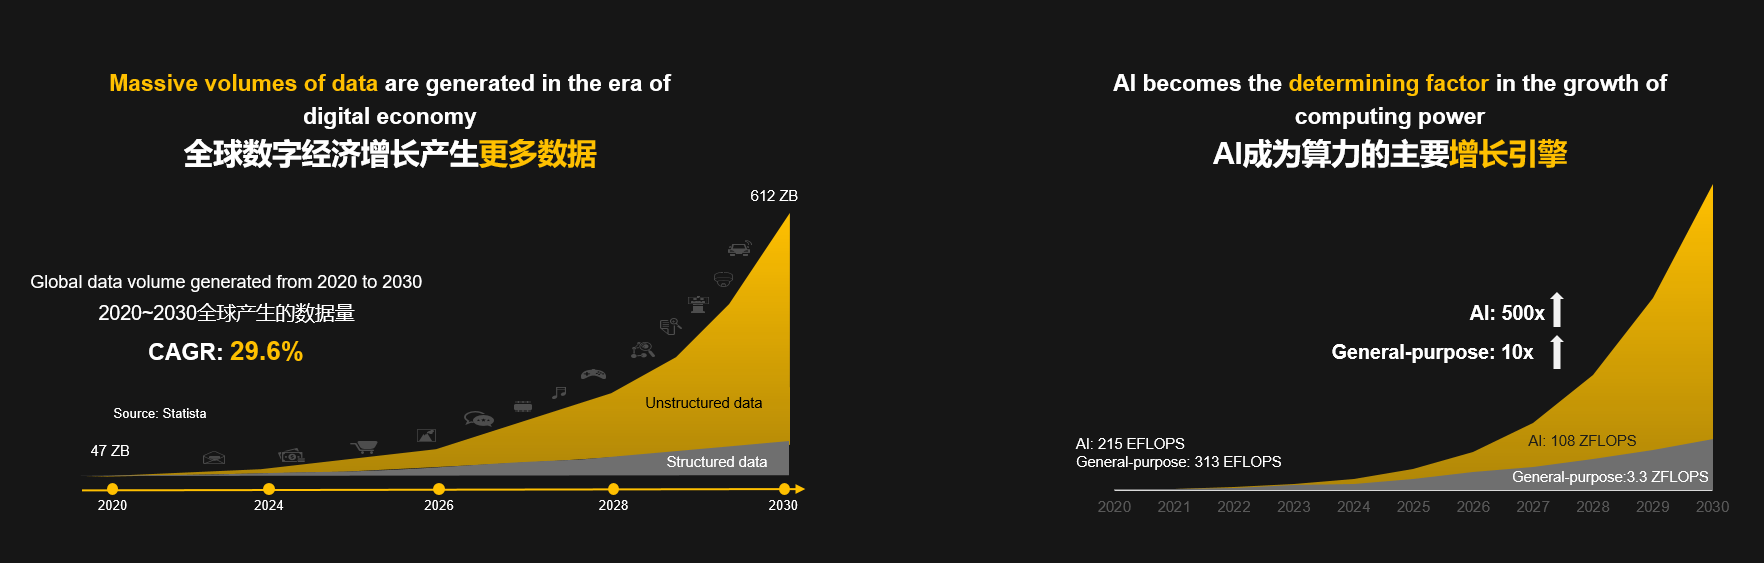 Massive volumes of data are generated in the era of
digital economy
全球数字经济增长产生更多数据
612 ZB
Global data volume generated from 2020 to 2030
2020~2030全球产生的数据量
CAGR: 29.6%
Unstructured data
Source: Statista
47 ZB
Structured data
2020
2024
2026
2028
2030
AI becomes the determining factor in the growth of
computing power
AI成为算力的主要增长引擎
AI: 500x
General-purpose: 10x
AI: 215 EFLOPS
General-purpose: 313 EFLOPS
AI: 108 ZFLOPS
General-purpose:3.3 ZFLOPS
2020
2021
2022
2023
2024
2025
2026
2027
2028
2029
2030